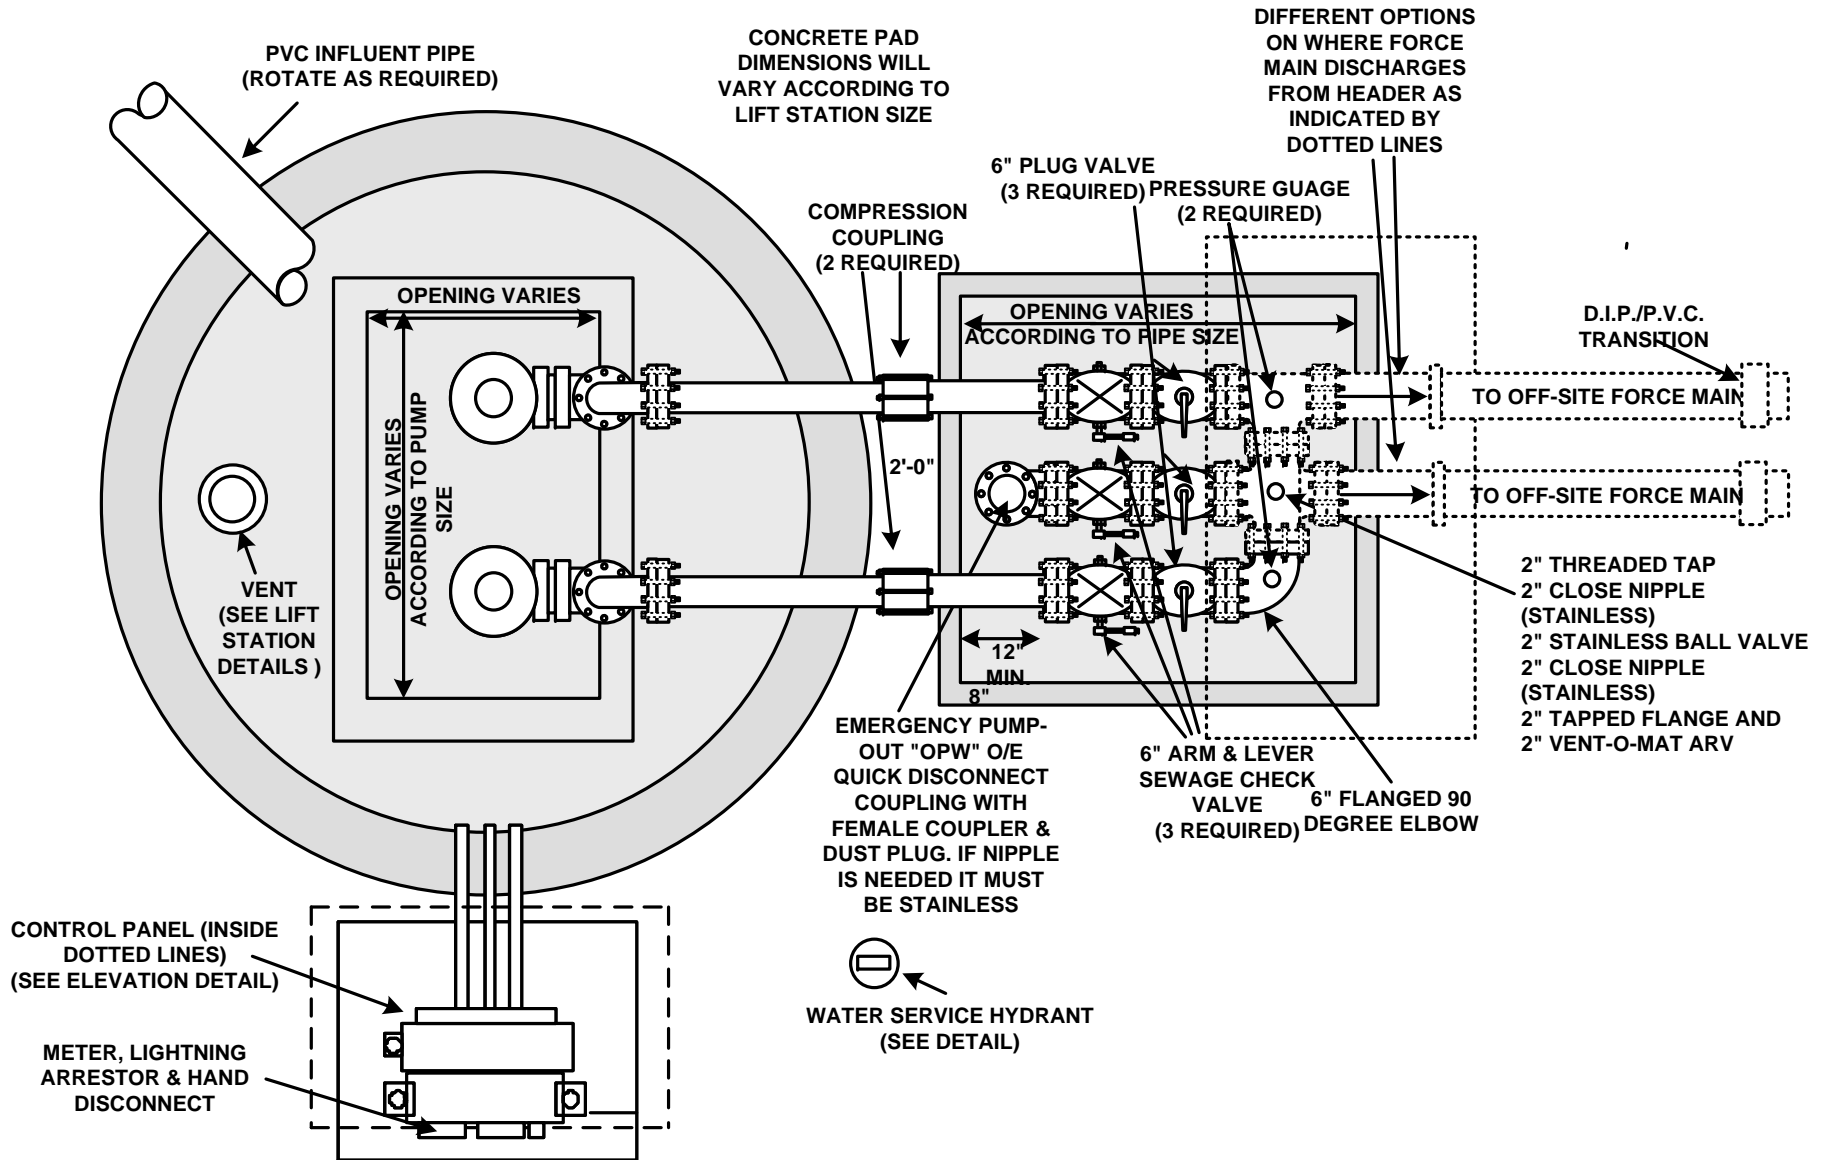 PVC INFLUENT PIPE
(ROTATE AS REQUIRED)
CONCRETE PAD
DIMENSIONS WILL
VARY ACCORDING TO
LIFT STATION SIZE
DIFFERENT OPTIONS
ON WHERE FORCE
MAIN DISCHARGES
FROM HEADER AS
INDICATED BY
DOTTED LINES
6" PLUG VALVE
(3 REQUIRED)
PRESSURE GUAGE
(2 REQUIRED)
COMPRESSION
COUPLING
(2 REQUIRED)
OPENING VARIES
OPENING VARIES
ACCORDING TO PUMP
SIZE
OPENING VARIES
ACCORDING TO PIPE SIZE
D.I.P./P.V.C.
TRANSITION
TO OFF-SITE FORCE MAIN
TO OFF-SITE FORCE MAIN
2'-0"
VENT
(SEE LIFT
STATION
DETAILS )
12"
MIN.
8"
2" THREADED TAP
2" CLOSE NIPPLE
(STAINLESS)
2" STAINLESS BALL VALVE
2" CLOSE NIPPLE
(STAINLESS)
2" TAPPED FLANGE AND
2" VENT-O-MAT ARV
EMERGENCY PUMP-
OUT "OPW" O/E
QUICK DISCONNECT
COUPLING WITH
FEMALE COUPLER &
DUST PLUG. IF NIPPLE
IS NEEDED IT MUST
BE STAINLESS
6" ARM & LEVER
SEWAGE CHECK
VALVE
(3 REQUIRED)
6" FLANGED 90
DEGREE ELBOW
CONTROL PANEL (INSIDE
DOTTED LINES)
(SEE ELEVATION DETAIL)
METER, LIGHTNING
ARRESTOR & HAND
DISCONNECT
WATER SERVICE HYDRANT
(SEE DETAIL)